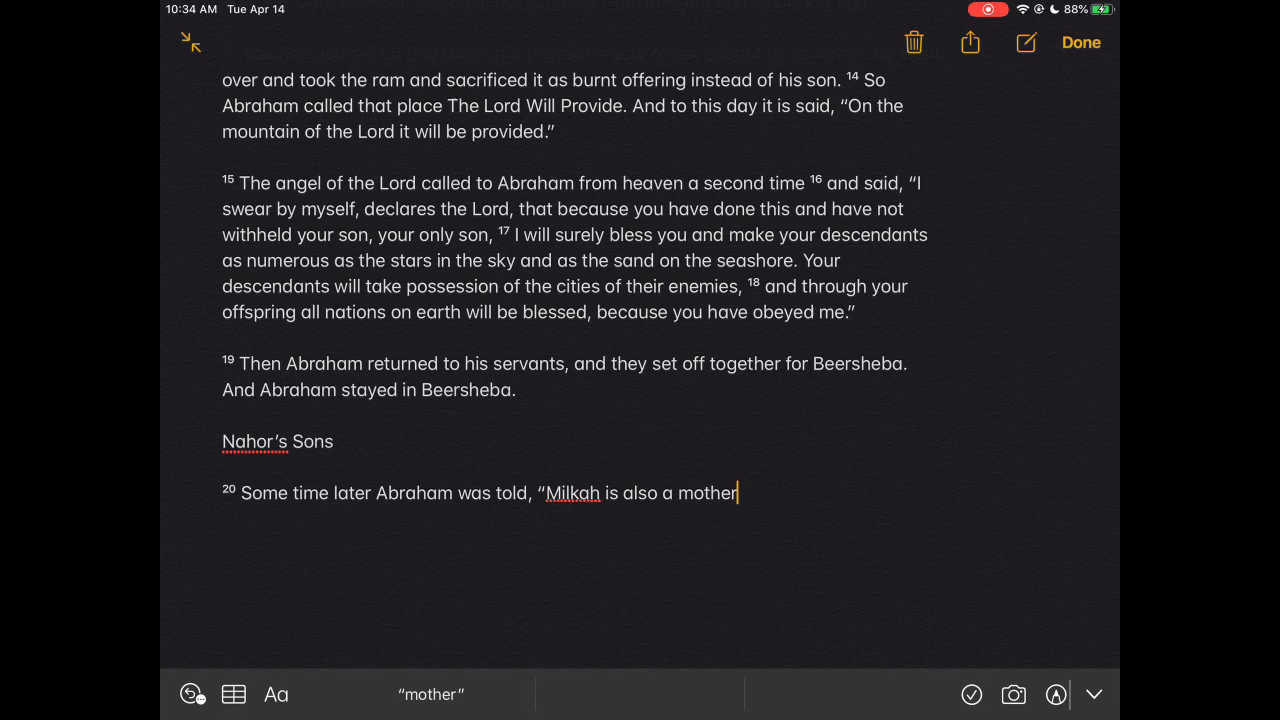 10:34 AM Tue Apr 14 88%
Done
over and took the ram and sacrificed it as burnt offering instead of his son. ¹⁴ So
Abraham called that place The Lord Will Provide. And to this day it is said, “On the
mountain of the Lord it will be provided.”
¹⁵ The angel of the Lord called to Abraham from heaven a second time ¹⁶ and said, “I
swear by myself, declares the Lord, that because you have done this and have not
withheld your son, your only son, ¹⁷ I will surely bless you and make your descendants
as numerous as the stars in the sky and as the sand on the seashore. Your
descendants will take possession of the cities of their enemies, ¹⁸ and through your
offspring all nations on earth will be blessed, because you have obeyed me.”
¹⁹ Then Abraham returned to his servants, and they set off together for Beersheba.
And Abraham stayed in Beersheba.
Nahor’s Sons
²⁰ Some time later Abraham was told, “Milkah is also a mother
Aa “mother”